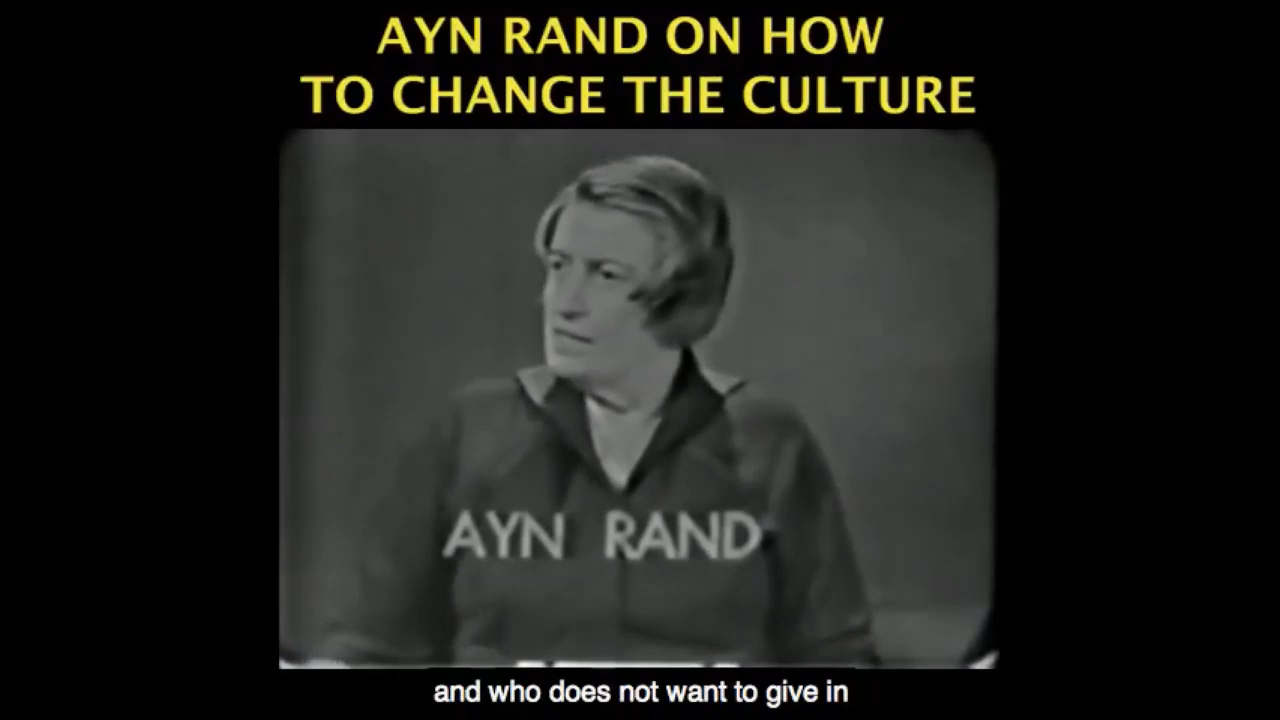 AYN RAND ON HOW
TO CHANGE THE CULTURE
AYN RAND
and who does not want to give in